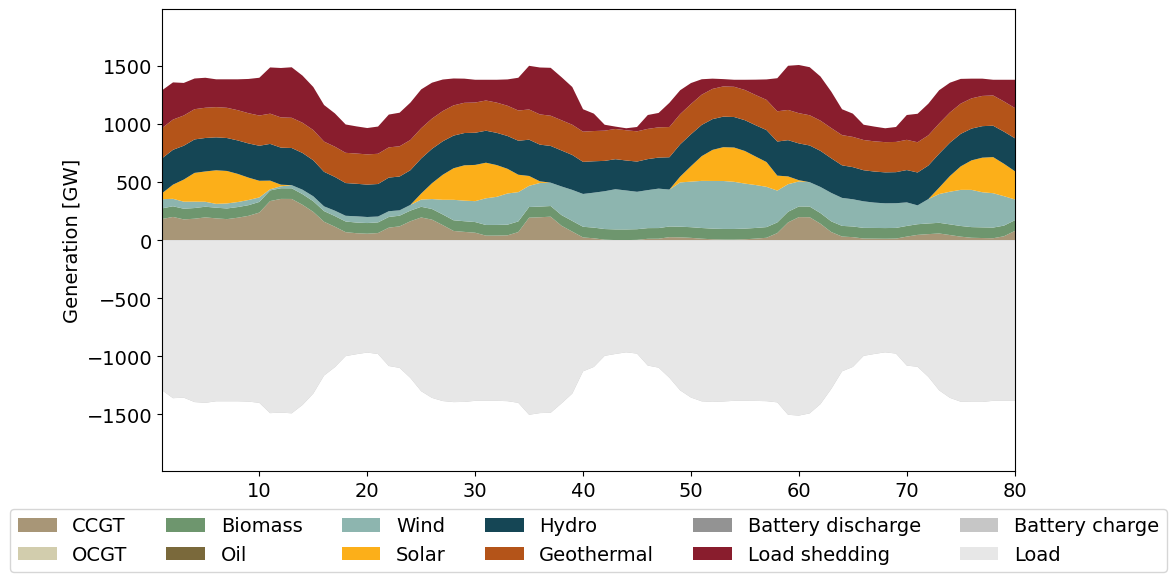 Generation [GW]
1500
1000
500
0
−500
−1000
−1500
10 20 30 40 50 60 70 80
CCGT Biomass Wind Hydro Battery discharge Battery charge
OCGT Oil Solar Geothermal Load shedding Load